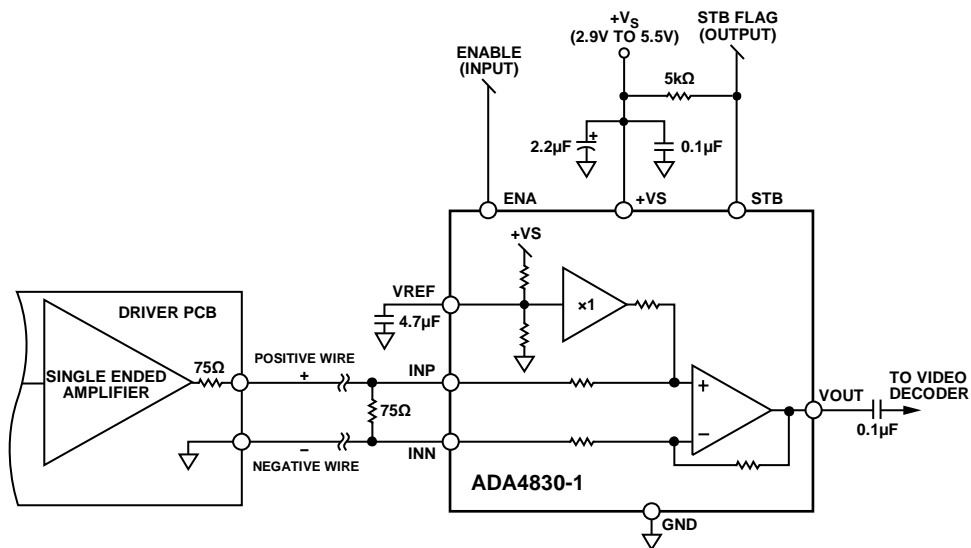 +VS
(2.9V TO 5.5V)
STB FLAG
(OUTPUT)
ENABLE
(INPUT)
5kΩ
2.2µF
+
0.1µF
ENA
+VS
STB
+VS
VREF
4.7µF
×1
DRIVER PCB
SINGLE ENDED
AMPLIFIER
75Ω
POSITIVE WIRE
+
INP
75Ω
–
NEGATIVE WIRE
INN
+
–
VOUT
TO VIDEO
DECODER
0.1µF
ADA4830-1
GND